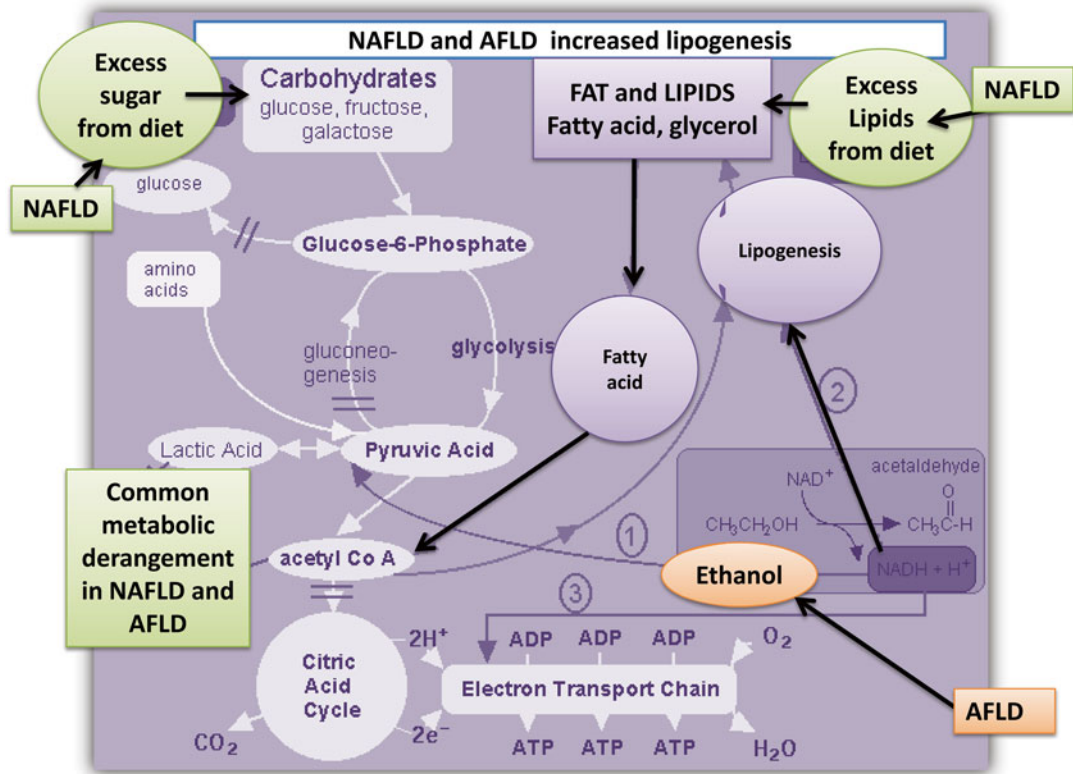 NAFLD and AFLD increased lipogenesis
Excess
sugar
from diet
NAFLD
Carbohydrates
glucose, fructose,
galactose
FAT and LIPIDS
Fatty acid, glycerol
Excess
Lipids
from diet
NAFLD
glucose
Glucose-6-Phosphate
Lipogenesis
amino
acids
gluconeo-
genesis
glycolysis
Fatty
acid
2
Lactic Acid
Pyruvic Acid
acetaldehyde
NAD⁺
O
CH₃CH₂OH
CH₃C-H
Common
metabolic
derangement
in NAFLD and
AFLD
1
acetyl Co A
Ethanol
NADH + H⁺
3
2H⁺
ADP
ADP
ADP
O₂
Citric
Acid
Cycle
Electron Transport Chain
AFLD
CO₂
2e⁻
ATP
ATP
ATP
H₂O